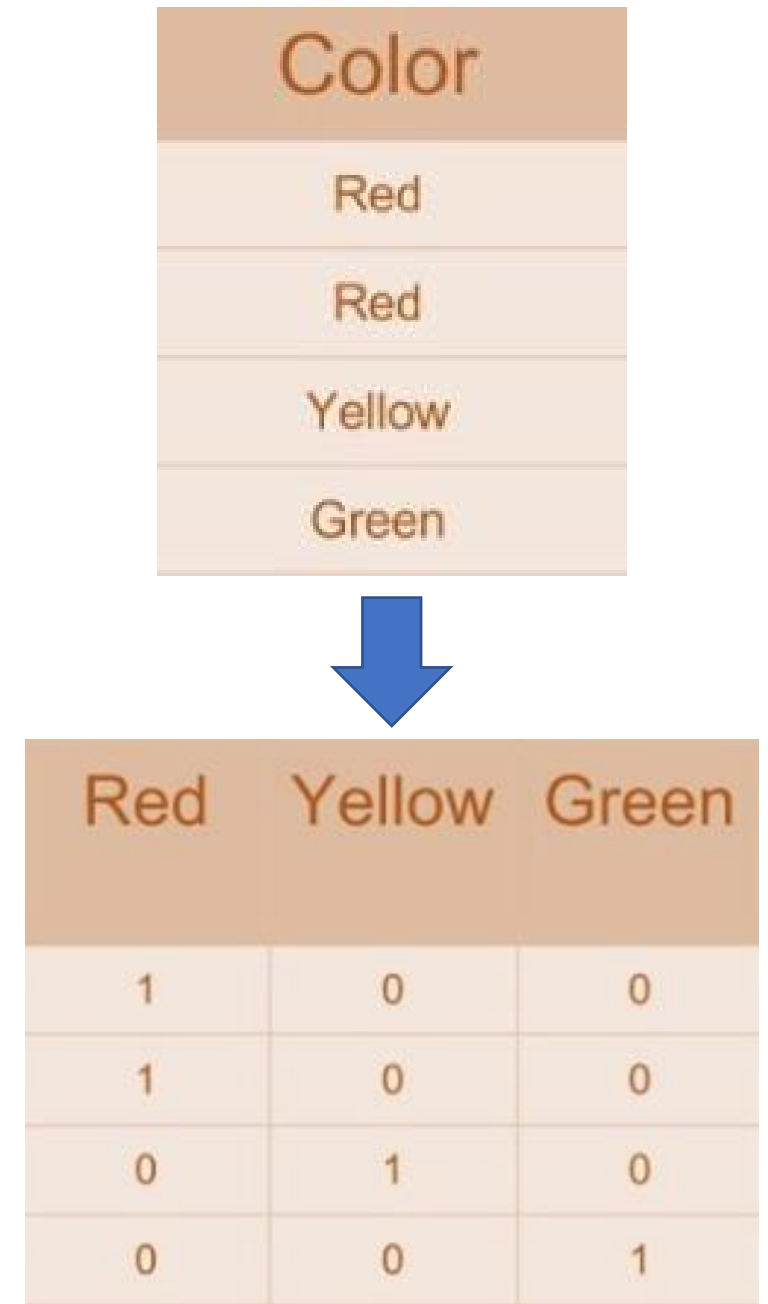 Color
Red
Red
Yellow
Green
Red Yellow Green
1 0 0
1 0 0
0 1 0
0 0 1